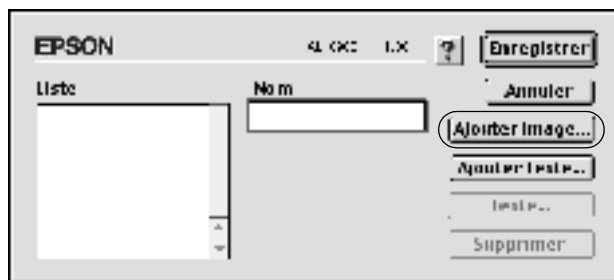 EPSON
? Enregistrer
Liste Nom Annuler
Ajouter Image...
Ajouter Texte...
Texte...
Supprimer